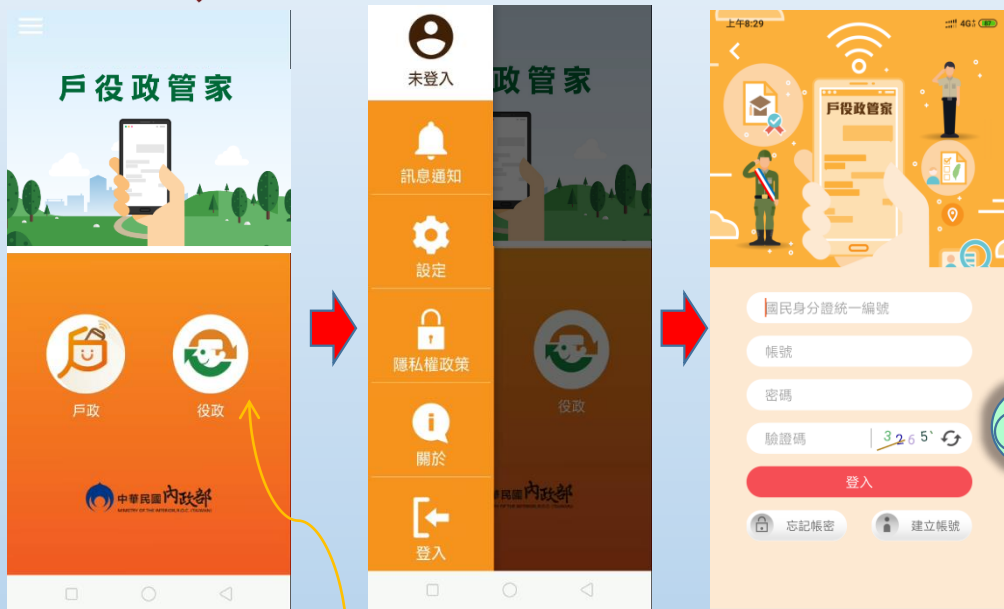 戶役政管家
戶政
役政
中華民國內政部
MINISTRY OF THE INTERIOR, R.O.C. (TAIWAN)
未登入
政管家
訊息通知
設定
隱私權政策
關於
登入
役政
民國內政部
上午8:29
4G
87
戶役政管家
國民身分證統一編號
帳號
密碼
驗證碼
3265
登入
忘記帳密
建立帳號